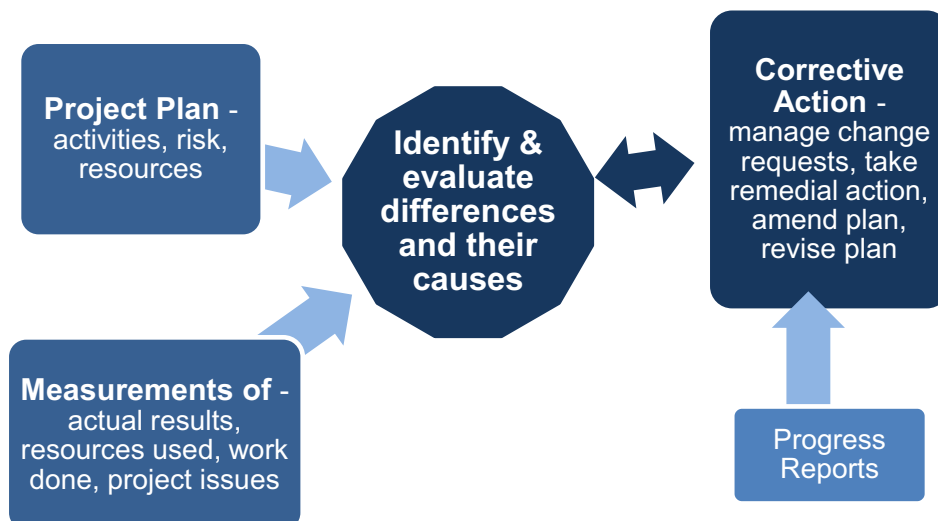 Project Plan -
activities, risk,
resources
Measurements of -
actual results,
resources used, work
done, project issues
Identify &
evaluate
differences
and their
causes
Corrective
Action -
manage change
requests, take
remedial action,
amend plan,
revise plan
Progress
Reports